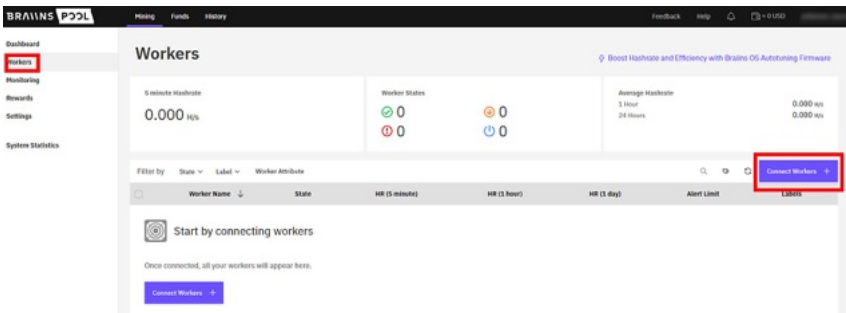 BRAIINS POOL Mining Funds History Feedback Help ≈ 0 USD
Dashboard
Workers
Monitoring
Rewards
Settings
System Statistics
Workers
Boost Hashrate and Efficiency with Brains OS Autotuning Firmware
5 minute Hashrate
0.000 H/s
Worker States
0 0
0 0
Average Hashrate
1 Hour 0.000 H/s
24 Hours 0.000 H/s
Filter by State Label Worker Attribute Connect Workers +
Worker Name State HR (5 minute) HR (1 hour) HR (1 day) Alert Limit Labels
Start by connecting workers
Once connected, all your workers will appear here.
Connect Workers +